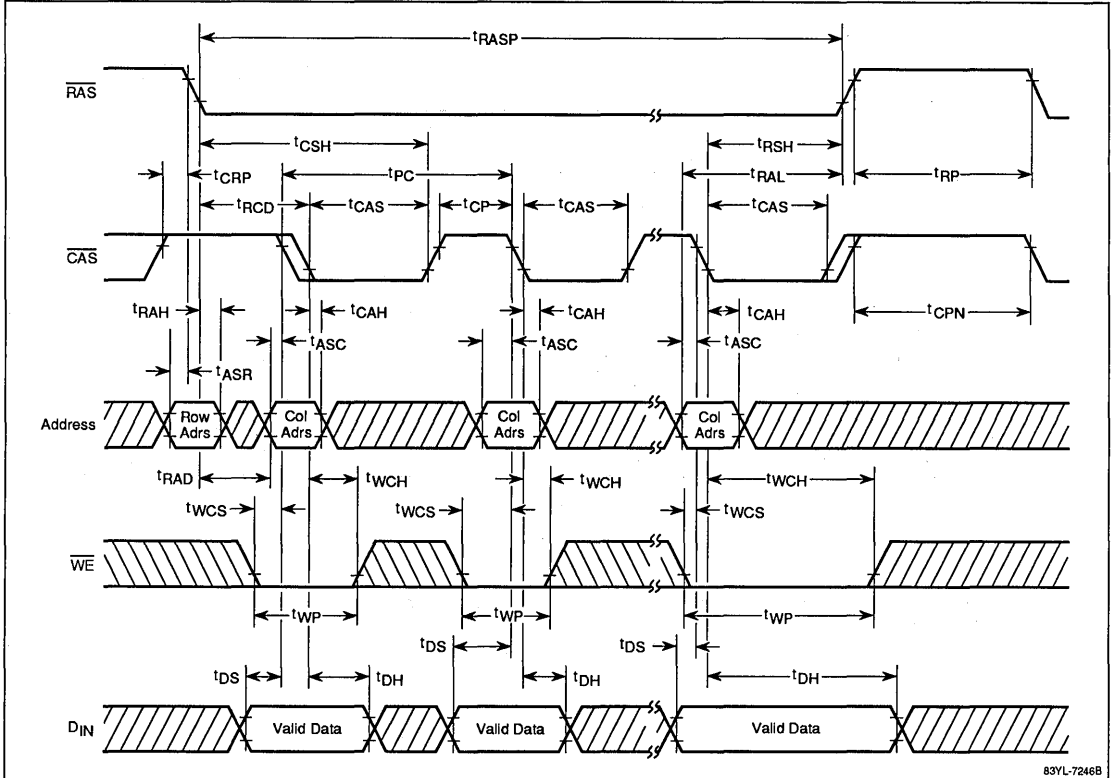 tRASP
RAS
tCSH
tRSH
tCRP
tPC
tRAL
tRP
tRCD
tCAS
tCP
tCAS
tCAS
CAS
tRAH
tCAH
tCAH
tCAH
tCPN
tASC
tASC
tASC
tASR
Address
Row Adrs
Col Adrs
Col Adrs
Col Adrs
tRAD
tWCH
tWCH
tWCH
tWCS
tWCS
tWCS
WE
tWP
tWP
tWP
tDS
tDS
tDS
tDH
tDH
tDH
DIN
Valid Data
Valid Data
Valid Data
83YL-7246B